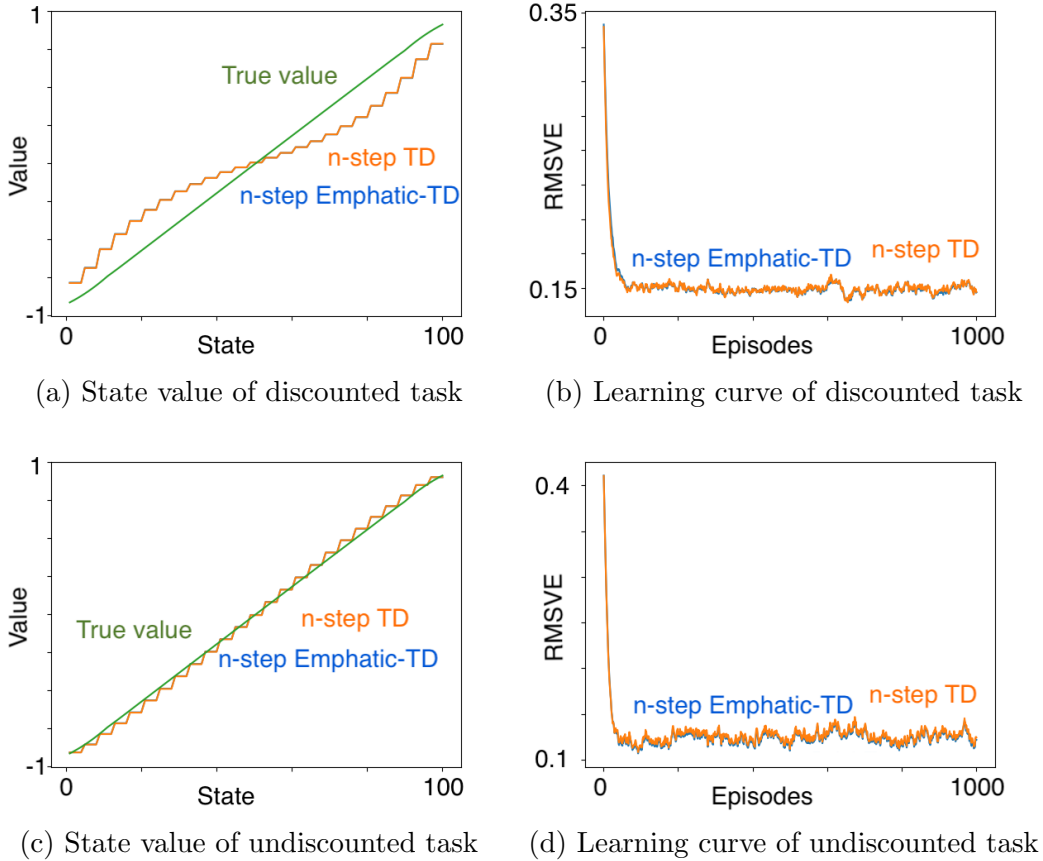 1
Value
True value
n-step TD
n-step Emphatic-TD
-1
0
State
100
(a) State value of discounted task
0.35
RMSVE
n-step Emphatic-TD
n-step TD
0.15
0
Episodes
1000
(b) Learning curve of discounted task
1
Value
n-step TD
True value
n-step Emphatic-TD
-1
0
State
100
(c) State value of undiscounted task
0.4
RMSVE
n-step Emphatic-TD
n-step TD
0.1
0
Episodes
1000
(d) Learning curve of undiscounted task